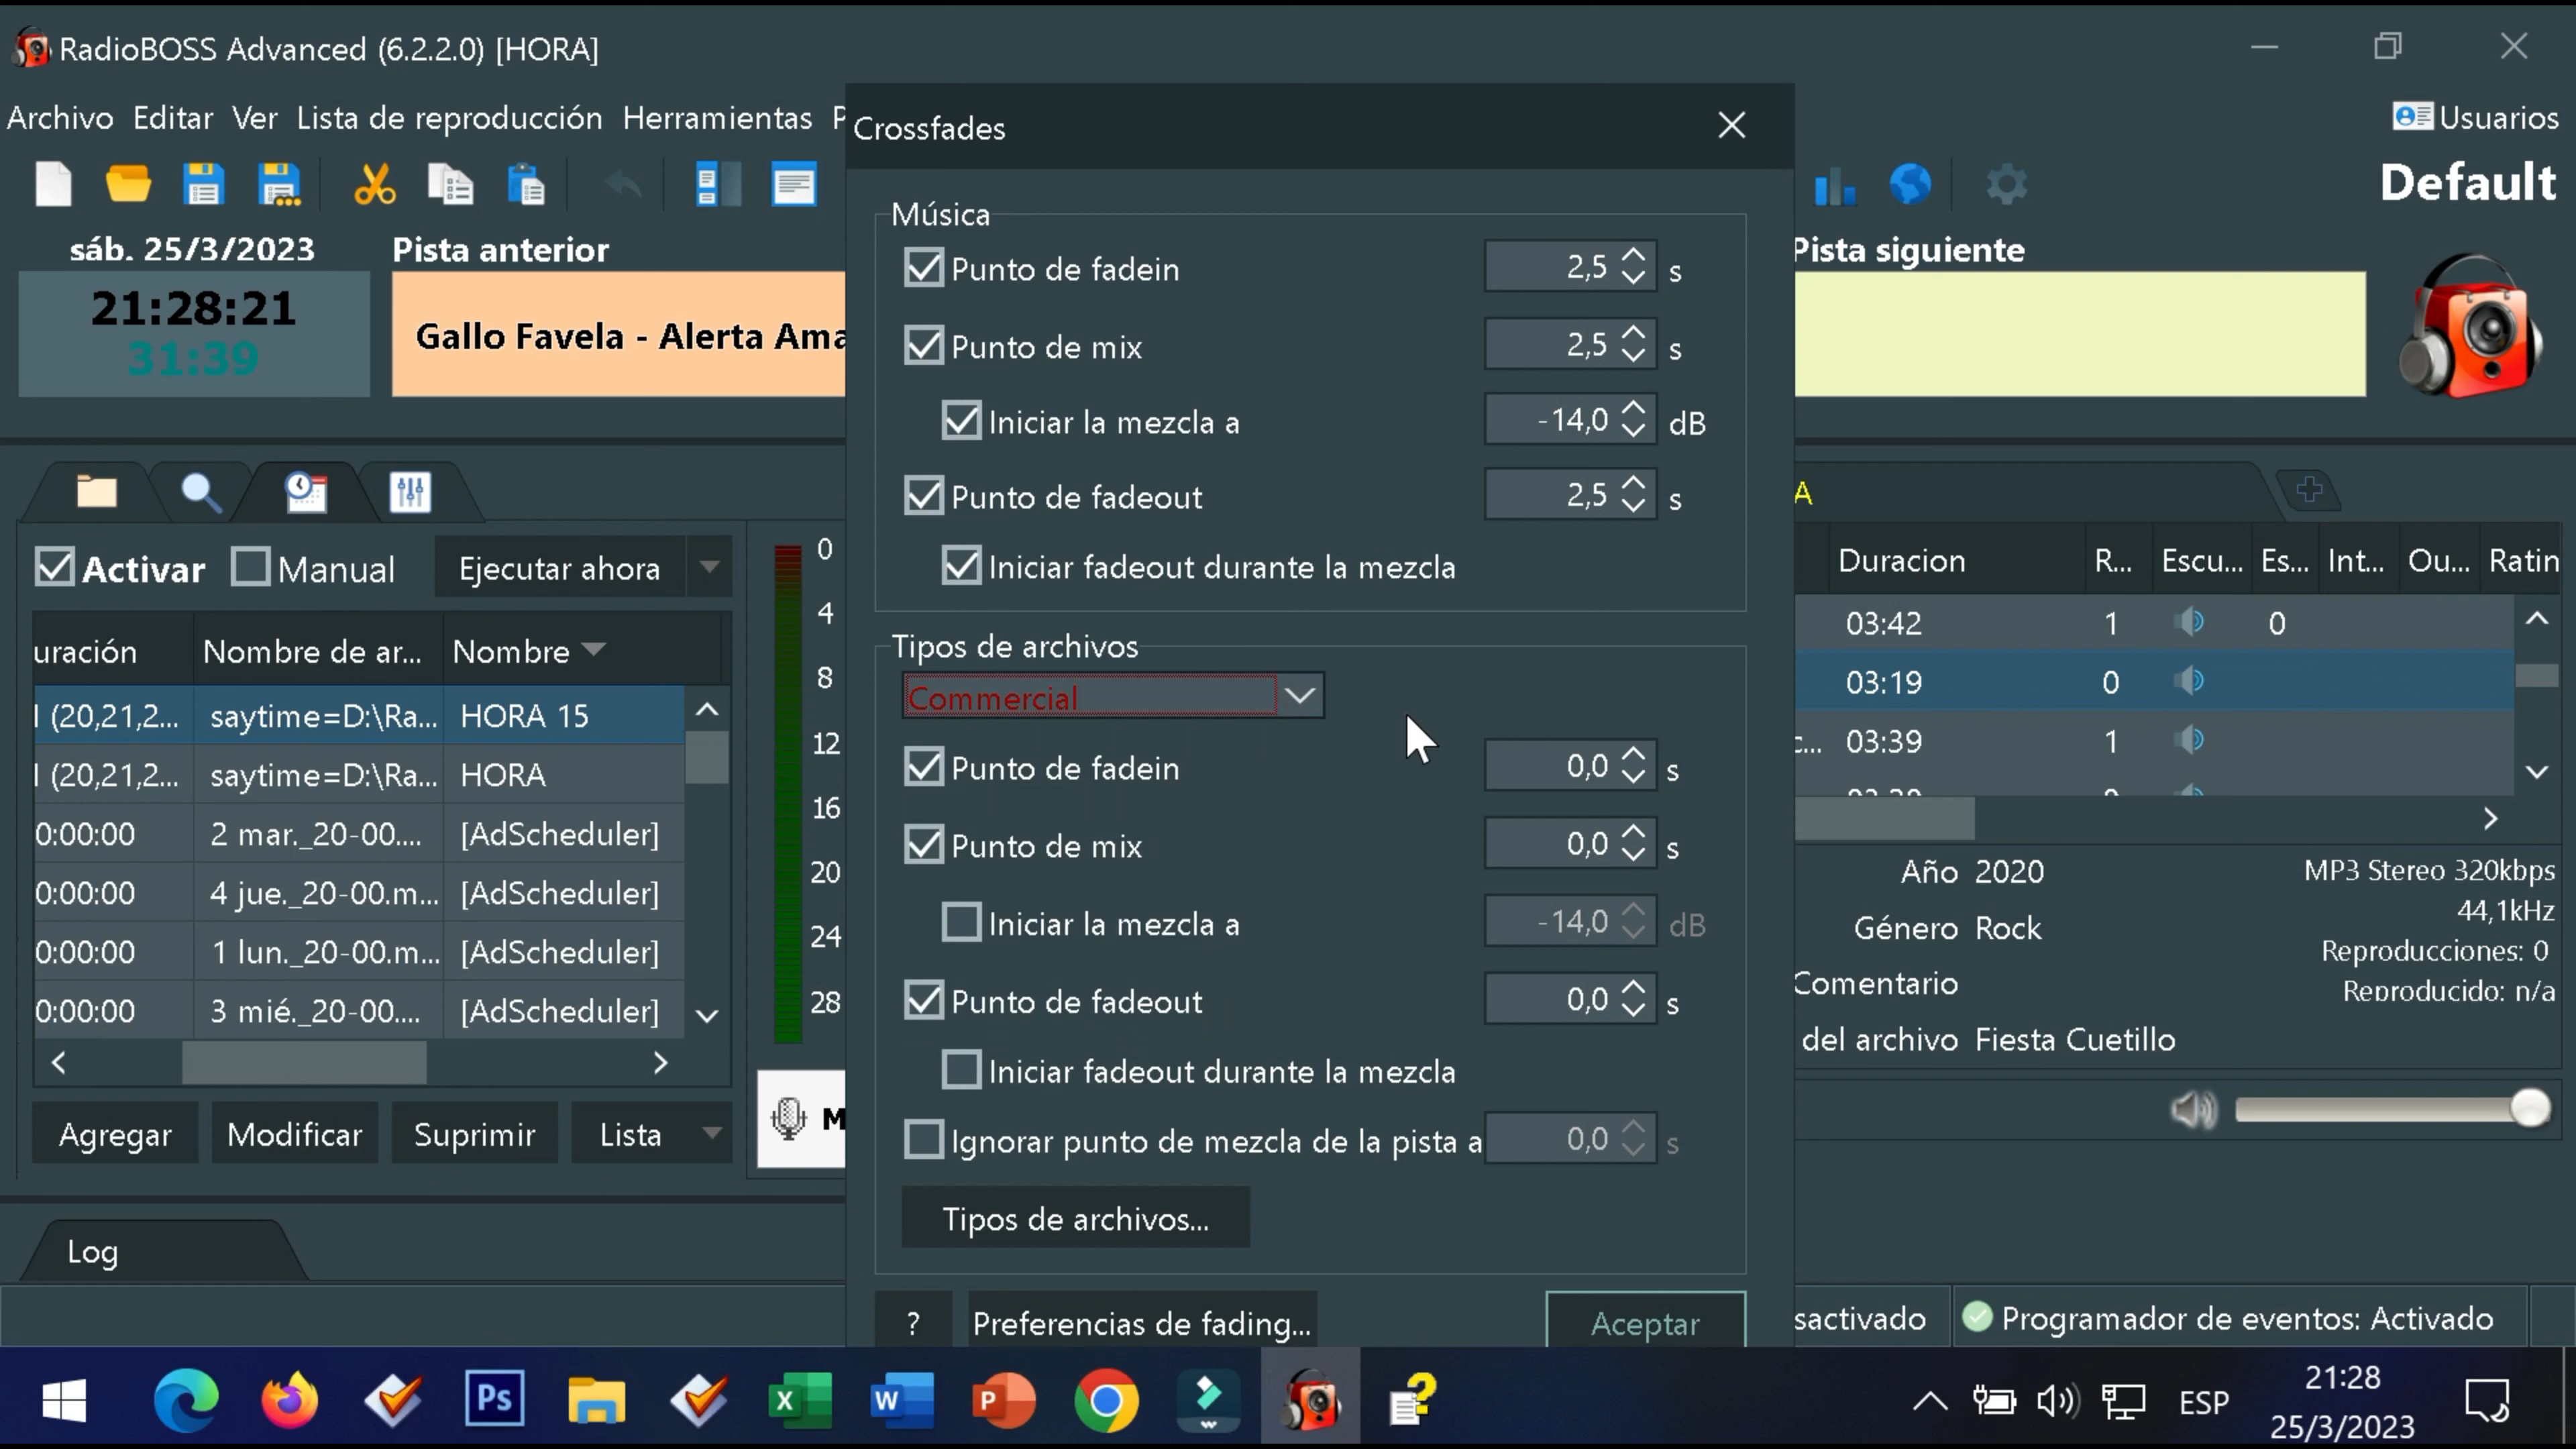 RadioBOSS Advanced (6.2.2.0) [HORA]
Archivo Editar Ver Lista de reproducción Herramientas P
Usuarios
Default
sáb. 25/3/2023
21:28:21
31:39
Pista anterior
Gallo Favela - Alerta Ama
Pista siguiente
Activar Manual Ejecutar ahora
uración Nombre de ar... Nombre
l (20,21,2... saytime=D:\Ra... HORA 15
l (20,21,2... saytime=D:\Ra... HORA
0:00:00 2 mar._20-00.... [AdScheduler]
0:00:00 4 jue._20-00.m... [AdScheduler]
0:00:00 1 lun._20-00.m... [AdScheduler]
0:00:00 3 mié._20-00.... [AdScheduler]
Agregar Modificar Suprimir Lista
0
4
8
12
16
20
24
28
M
Log
Crossfades
Música
Punto de fadein 2,5 s
Punto de mix 2,5 s
Iniciar la mezcla a -14,0 dB
Punto de fadeout 2,5 s
Iniciar fadeout durante la mezcla
Tipos de archivos
Commercial
Punto de fadein 0,0 s
Punto de mix 0,0 s
Iniciar la mezcla a -14,0 dB
Punto de fadeout 0,0 s
Iniciar fadeout durante la mezcla
Ignorar punto de mezcla de la pista a 0,0 s
Tipos de archivos...
? Preferencias de fading... Aceptar
A
Duracion R... Escu... Es... Int... Ou... Ratin
03:42 1 0
03:19 0
c... 03:39 1
Año 2020
Género Rock
Comentario
del archivo Fiesta Cuetillo
MP3 Stereo 320kbps
44,1kHz
Reproducciones: 0
Reproducido: n/a
sactivado Programador de eventos: Activado
Ps
X
W
P
ESP
21:28
25/3/2023